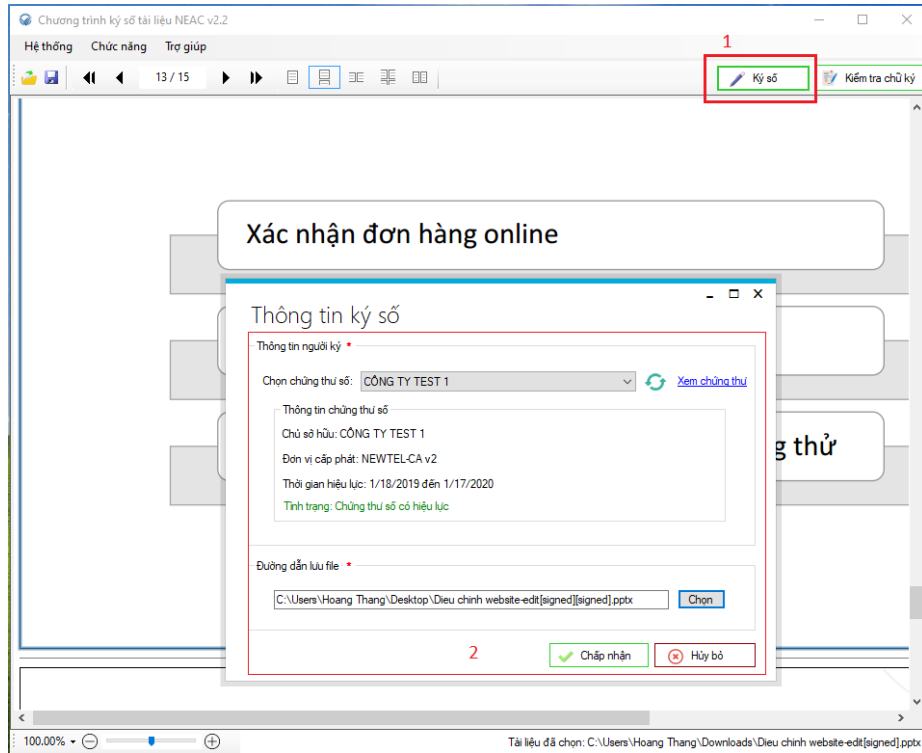 Chương trình ký số tài liệu NEAC v2.2
Hệ thống Chức năng Trợ giúp
1
13 / 15
Ký số
Kiểm tra chữ ký
Xác nhận đơn hàng online
Thông tin ký số
Thông tin người ký *
Chọn chứng thư số: CÔNG TY TEST 1 Xem chứng thư
Thông tin chứng thư số
Chủ sở hữu: CÔNG TY TEST 1
Đơn vị cấp phát: NEWTEL-CA v2
Thời gian hiệu lực: 1/18/2019 đến 1/17/2020
Tình trạng: Chứng thư số có hiệu lực
g thử
Đường dẫn lưu file *
C:\Users\Hoang Thang\Desktop\Dieu chinh website-edit[signed][signed].pptx Chọn
2
Chấp nhận Hủy bỏ
100.00%
Tài liệu đã chọn: C:\Users\Hoang Thang\Downloads\Dieu chinh website-edit[signed].pptx